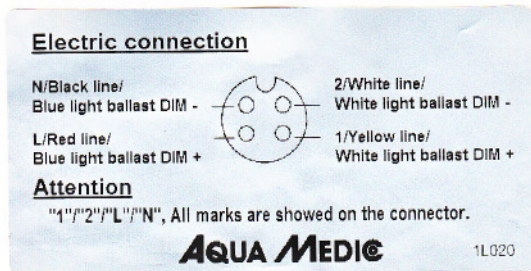 Electric connection
N/Black line/
Blue light ballast DIM -
2/White line/
White light ballast DIM -
L/Red line/
Blue light ballast DIM +
1/Yellow line/
White light ballast DIM +
Attention
"1"/"2"/"L"/"N", All marks are showed on the connector.
AQUA MEDIC
1L020